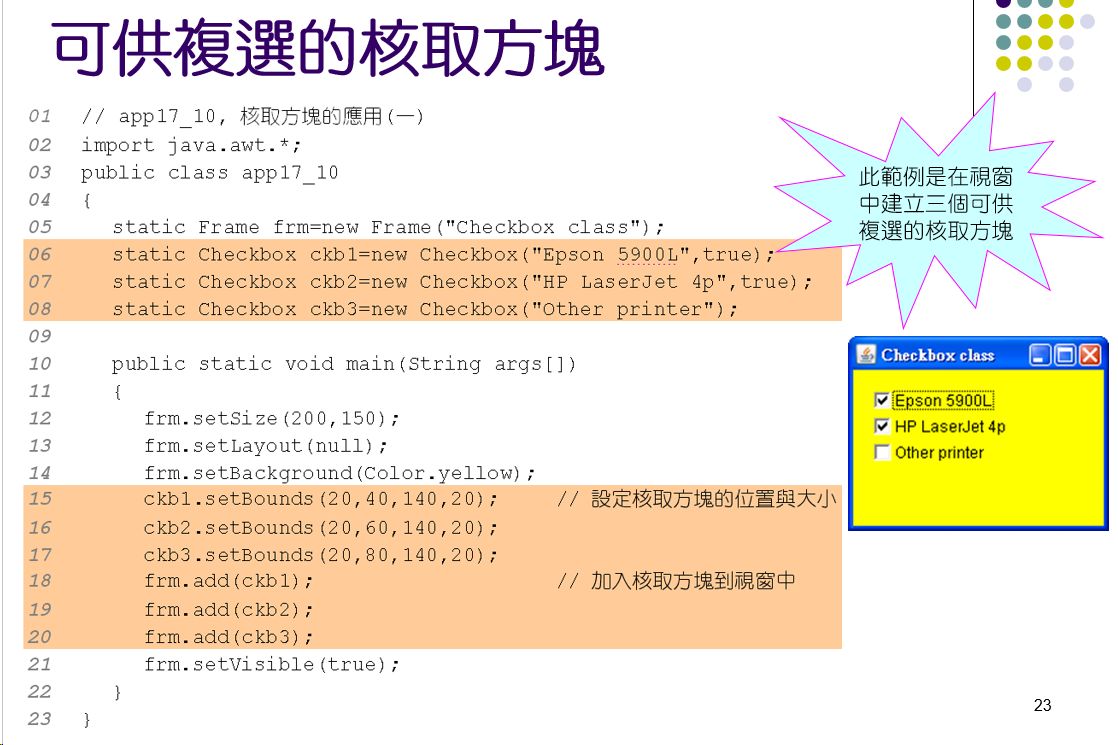 可供複選的核取方塊
01 // app17_10, 核取方塊的應用(一)
02 import java.awt.*;
03 public class app17_10
04 {
05 static Frame frm=new Frame("Checkbox class");
06 static Checkbox ckb1=new Checkbox("Epson 5900L",true);
07 static Checkbox ckb2=new Checkbox("HP LaserJet 4p",true);
08 static Checkbox ckb3=new Checkbox("Other printer");
09
10 public static void main(String args[])
11 {
12 frm.setSize(200,150);
13 frm.setLayout(null);
14 frm.setBackground(Color.yellow);
15 ckb1.setBounds(20,40,140,20); // 設定核取方塊的位置與大小
16 ckb2.setBounds(20,60,140,20);
17 ckb3.setBounds(20,80,140,20);
18 frm.add(ckb1); // 加入核取方塊到視窗中
19 frm.add(ckb2);
20 frm.add(ckb3);
21 frm.setVisible(true);
22 }
23 }
此範例是在視窗
中建立三個可供
複選的核取方塊
Checkbox class
Epson 5900L
HP LaserJet 4p
Other printer
23